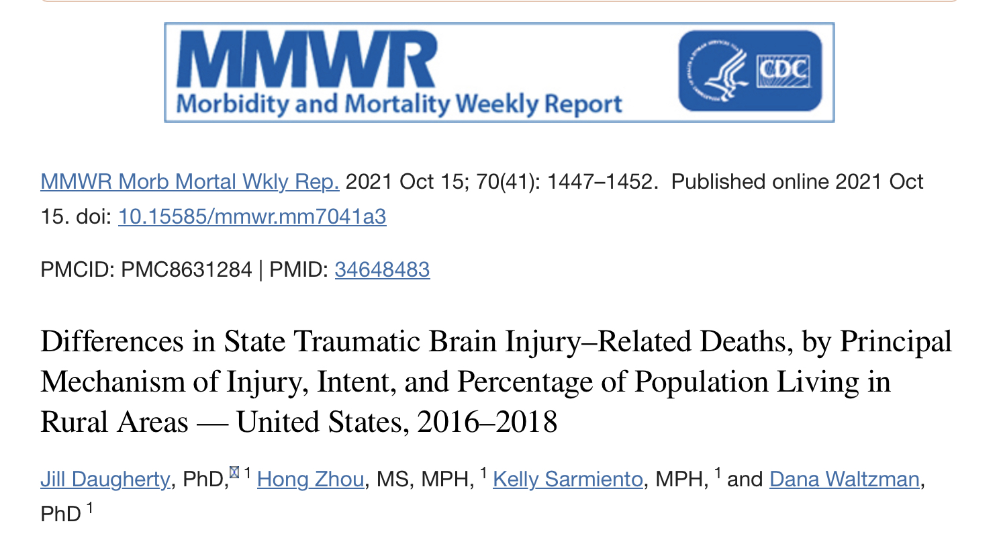 MMWR
Morbidity and Mortality Weekly Report
CDC
MMWR Morb Mortal Wkly Rep. 2021 Oct 15; 70(41): 1447–1452.  Published online 2021 Oct
15. doi: 10.15585/mmwr.mm7041a3
PMCID: PMC8631284 | PMID: 34648483
Differences in State Traumatic Brain Injury–Related Deaths, by Principal
Mechanism of Injury, Intent, and Percentage of Population Living in
Rural Areas — United States, 2016–2018
Jill Daugherty, PhD, 1 Hong Zhou, MS, MPH, 1 Kelly Sarmiento, MPH, 1 and Dana Waltzman,
PhD 1